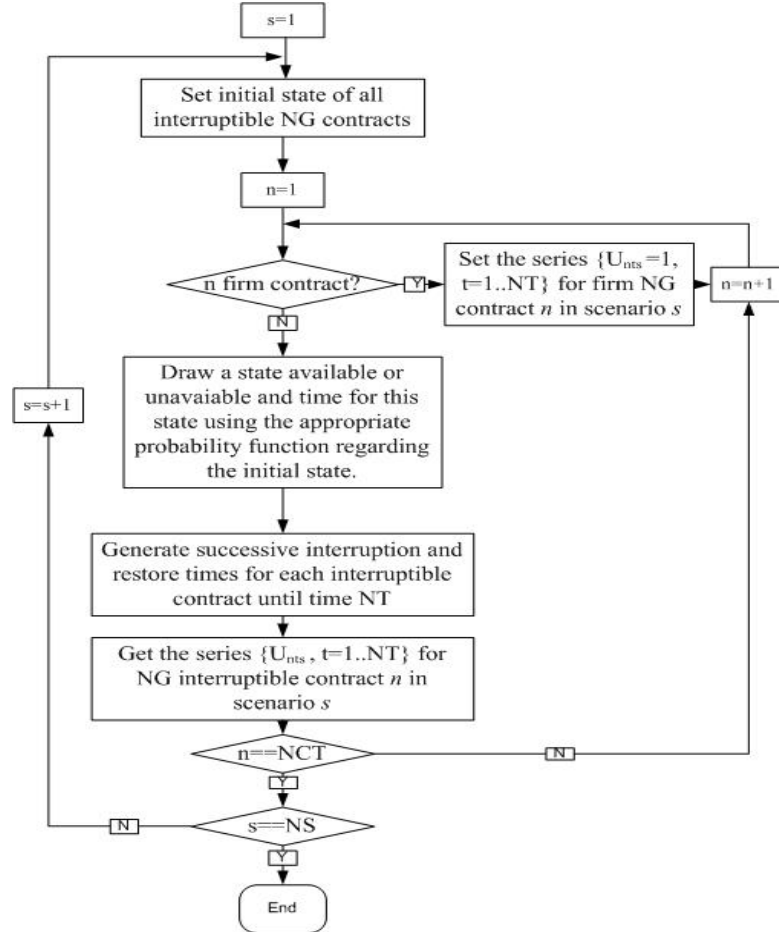 s=1
Set initial state of all
interruptible NG contracts
n=1
n firm contract?
Y
Set the series {Uₙₜₛ =1,
t=1..NT} for firm NG
contract n in scenario s
n=n+1
N
Draw a state available or
unavaiable and time for this
state using the appropriate
probability function regarding
the initial state.
s=s+1
Generate successive interruption and
restore times for each interruptible
contract until time NT
Get the series {Uₙₜₛ , t=1..NT} for
NG interruptible contract n in
scenario s
n==NCT
N
Y
s==NS
N
Y
End